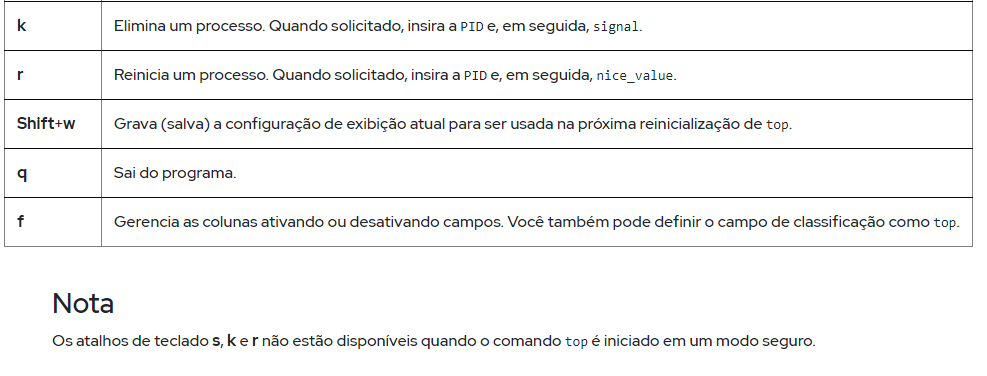 k Elimina um processo. Quando solicitado, insira a PID e, em seguida, signal.
r Reinicia um processo. Quando solicitado, insira a PID e, em seguida, nice_value.
Shift+w Grava (salva) a configuração de exibição atual para ser usada na próxima reinicialização de top.
q Sai do programa.
f Gerencia as colunas ativando ou desativando campos. Você também pode definir o campo de classificação como top.
Nota
Os atalhos de teclado s, k e r não estão disponíveis quando o comando top é iniciado em um modo seguro.